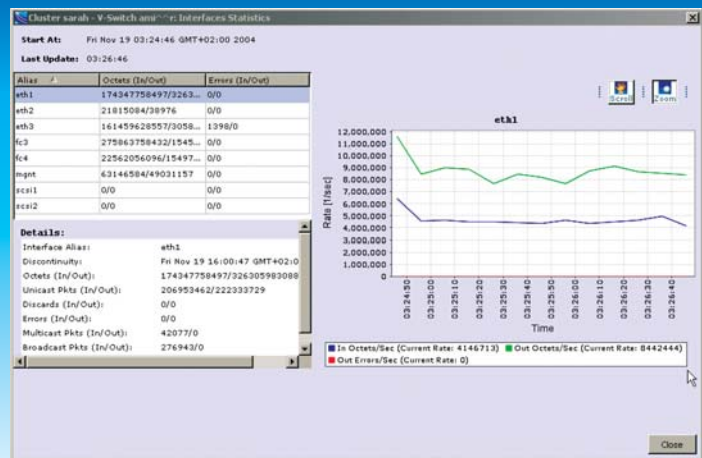 Cluster sarah - V-Switch ami^^r: Interfaces Statistics
Start At: Fri Nov 19 03:24:46 GMT+02:00 2004
Last Update: 03:26:46
Alias Octets (In/Out) Errors (In/Out)
eth1 174347758497/3263... 0/0
eth2 21815084/38976 0/0
eth3 161459628557/3058... 1398/0
fc3 275863758432/1545... 0/0
fc4 22562056096/15497... 0/0
mgnt 63146584/49031157 0/0
scsi1 0/0 0/0
scsi2 0/0 0/0
Details:
Interface Alias: eth1
Discontinuity: Fri Nov 19 16:00:47 GMT+02:0
Octets (In/Out): 174347758497/326305983088
Unicast Pkts (In/Out): 206953462/222333729
Discards (In/Out): 0/0
Errors (In/Out): 0/0
Multicast Pkts (In/Out): 42077/0
Broadcast Pkts (In/Out): 276943/0
Scroll Zoom
eth1
Rate [1/sec]
12,000,000
11,000,000
10,000,000
9,000,000
8,000,000
7,000,000
6,000,000
5,000,000
4,000,000
3,000,000
2,000,000
1,000,000
0
03:24:50 03:25:00 03:25:10 03:25:20 03:25:30 03:25:40 03:25:50 03:26:00 03:26:10 03:26:20 03:26:30 03:26:40
Time
In Octets/Sec (Current Rate: 4146713) Out Octets/Sec (Current Rate: 8442444)
Out Errors/Sec (Current Rate: 0)
Close